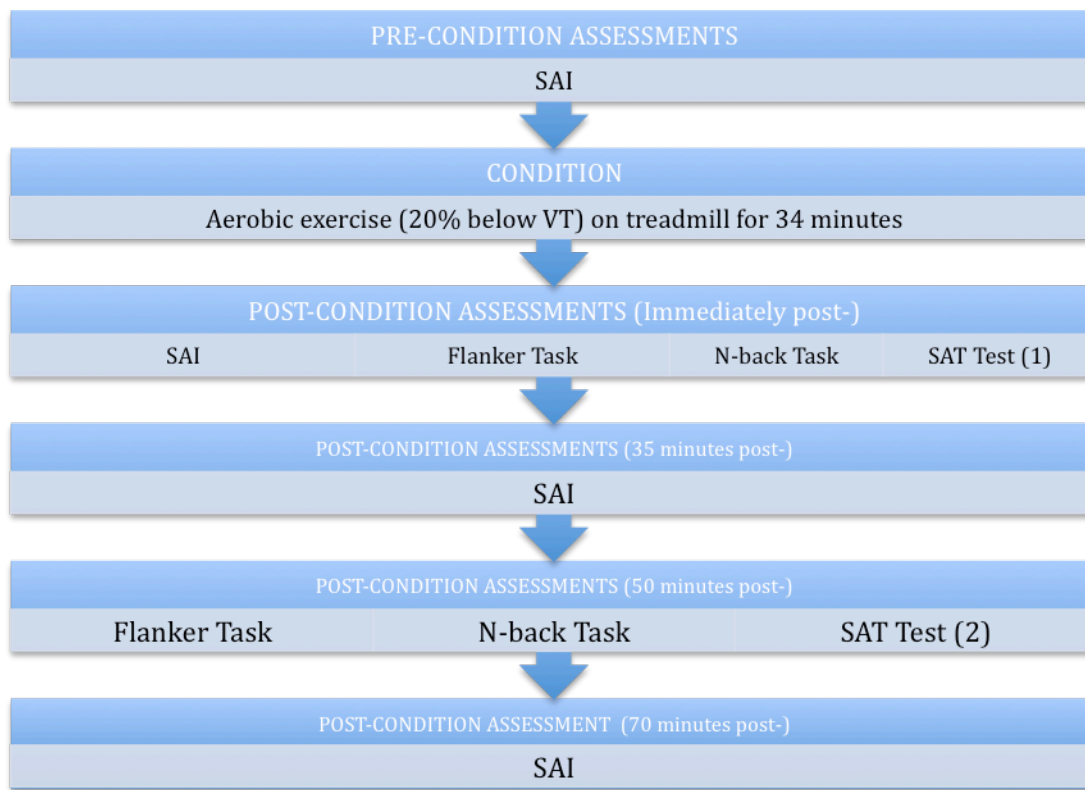 PRE-CONDITION ASSESSMENTS
SAI
CONDITION
Aerobic exercise (20% below VT) on treadmill for 34 minutes
POST-CONDITION ASSESSMENTS (Immediately post-)
SAI Flanker Task N-back Task SAT Test (1)
POST-CONDITION ASSESSMENTS (35 minutes post-)
SAI
POST-CONDITION ASSESSMENTS (50 minutes post-)
Flanker Task N-back Task SAT Test (2)
POST-CONDITION ASSESSMENT (70 minutes post-)
SAI